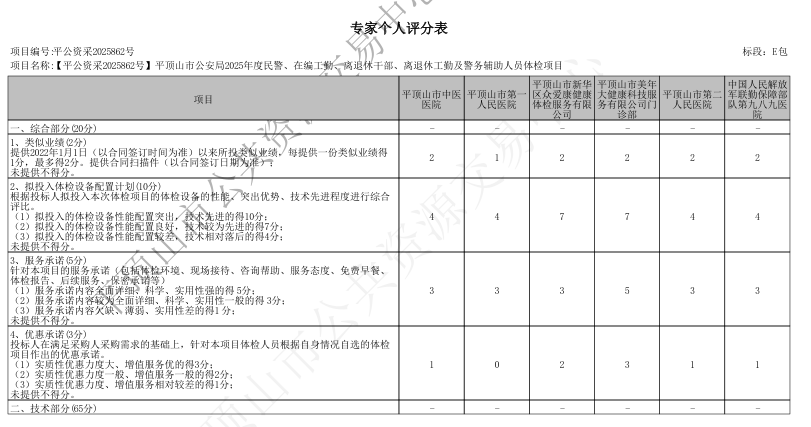 专家个人评分表
项目编号:平公资采2025862号
标段: E包
项目名称:【平公资采2025862号】平顶山市公安局2025年度民警、在编工勤、离退休干部、离退休工勤及警务辅助人员体检项目
项目
平顶山市中医
医院
平顶山市第一
人民医院
平顶山市新华
区众爱康健康
体检服务有限
公司
平顶山市美年
大健康科技服
务有限公司门
诊部
平顶山市第二
人民医院
中国人民解放
军联勤保障部
队第九八九医
院
一、综合部分(20分)
– – – – – –
1、类似业绩(2分)
提供2022年1月1日（以合同签订时间为准）以来所投类似业绩，每提供一份类似业绩得
1分，最多得2分。提供合同扫描件（以合同签订日期为准）；
未提供不得分。
2 1 2 2 2 2
2、拟投入体检设备配置计划(10分)
根据投标人拟投入本次体检项目的体检设备的性能、突出优势、技术先进程度进行综合
评比。
（1）拟投入的体检设备性能配置突出，技术先进的得10分；
（2）拟投入的体检设备性能配置良好，技术较为先进的得7分；
（3）拟投入的体检设备性能配置较差，技术相对落后的得4分；
未提供不得分。
4 4 7 7 4 4
3、服务承诺(5分)
针对本项目的服务承诺（包括体检环境、现场接待、咨询帮助、服务态度、免费早餐、
体检报告、后续服务、保密承诺等）
（1）服务承诺内容全面详细、科学、实用性强的得 5分；
（2）服务承诺内容较为全面详细、科学、实用性一般的得 3分；
（3）服务承诺内容欠缺、薄弱、实用性差的得1 分；
未提供不得分。
3 3 3 5 3 3
4、优惠承诺(3分)
投标人在满足采购人采购需求的基础上，针对本项目体检人员根据自身情况自选的体检
项目作出的优惠承诺。
（1）实质性优惠力度大、增值服务优的得3分；
（2）实质性优惠力度一般、增值服务一般的得2分；
（3）实质性优惠力度、增值服务相对较差的得1分；
未提供不得分。
1 0 2 3 1 1
二、技术部分(65分)
– – – – – –
平顶山市公共资源交易中心
平顶山市公共资源交易中心